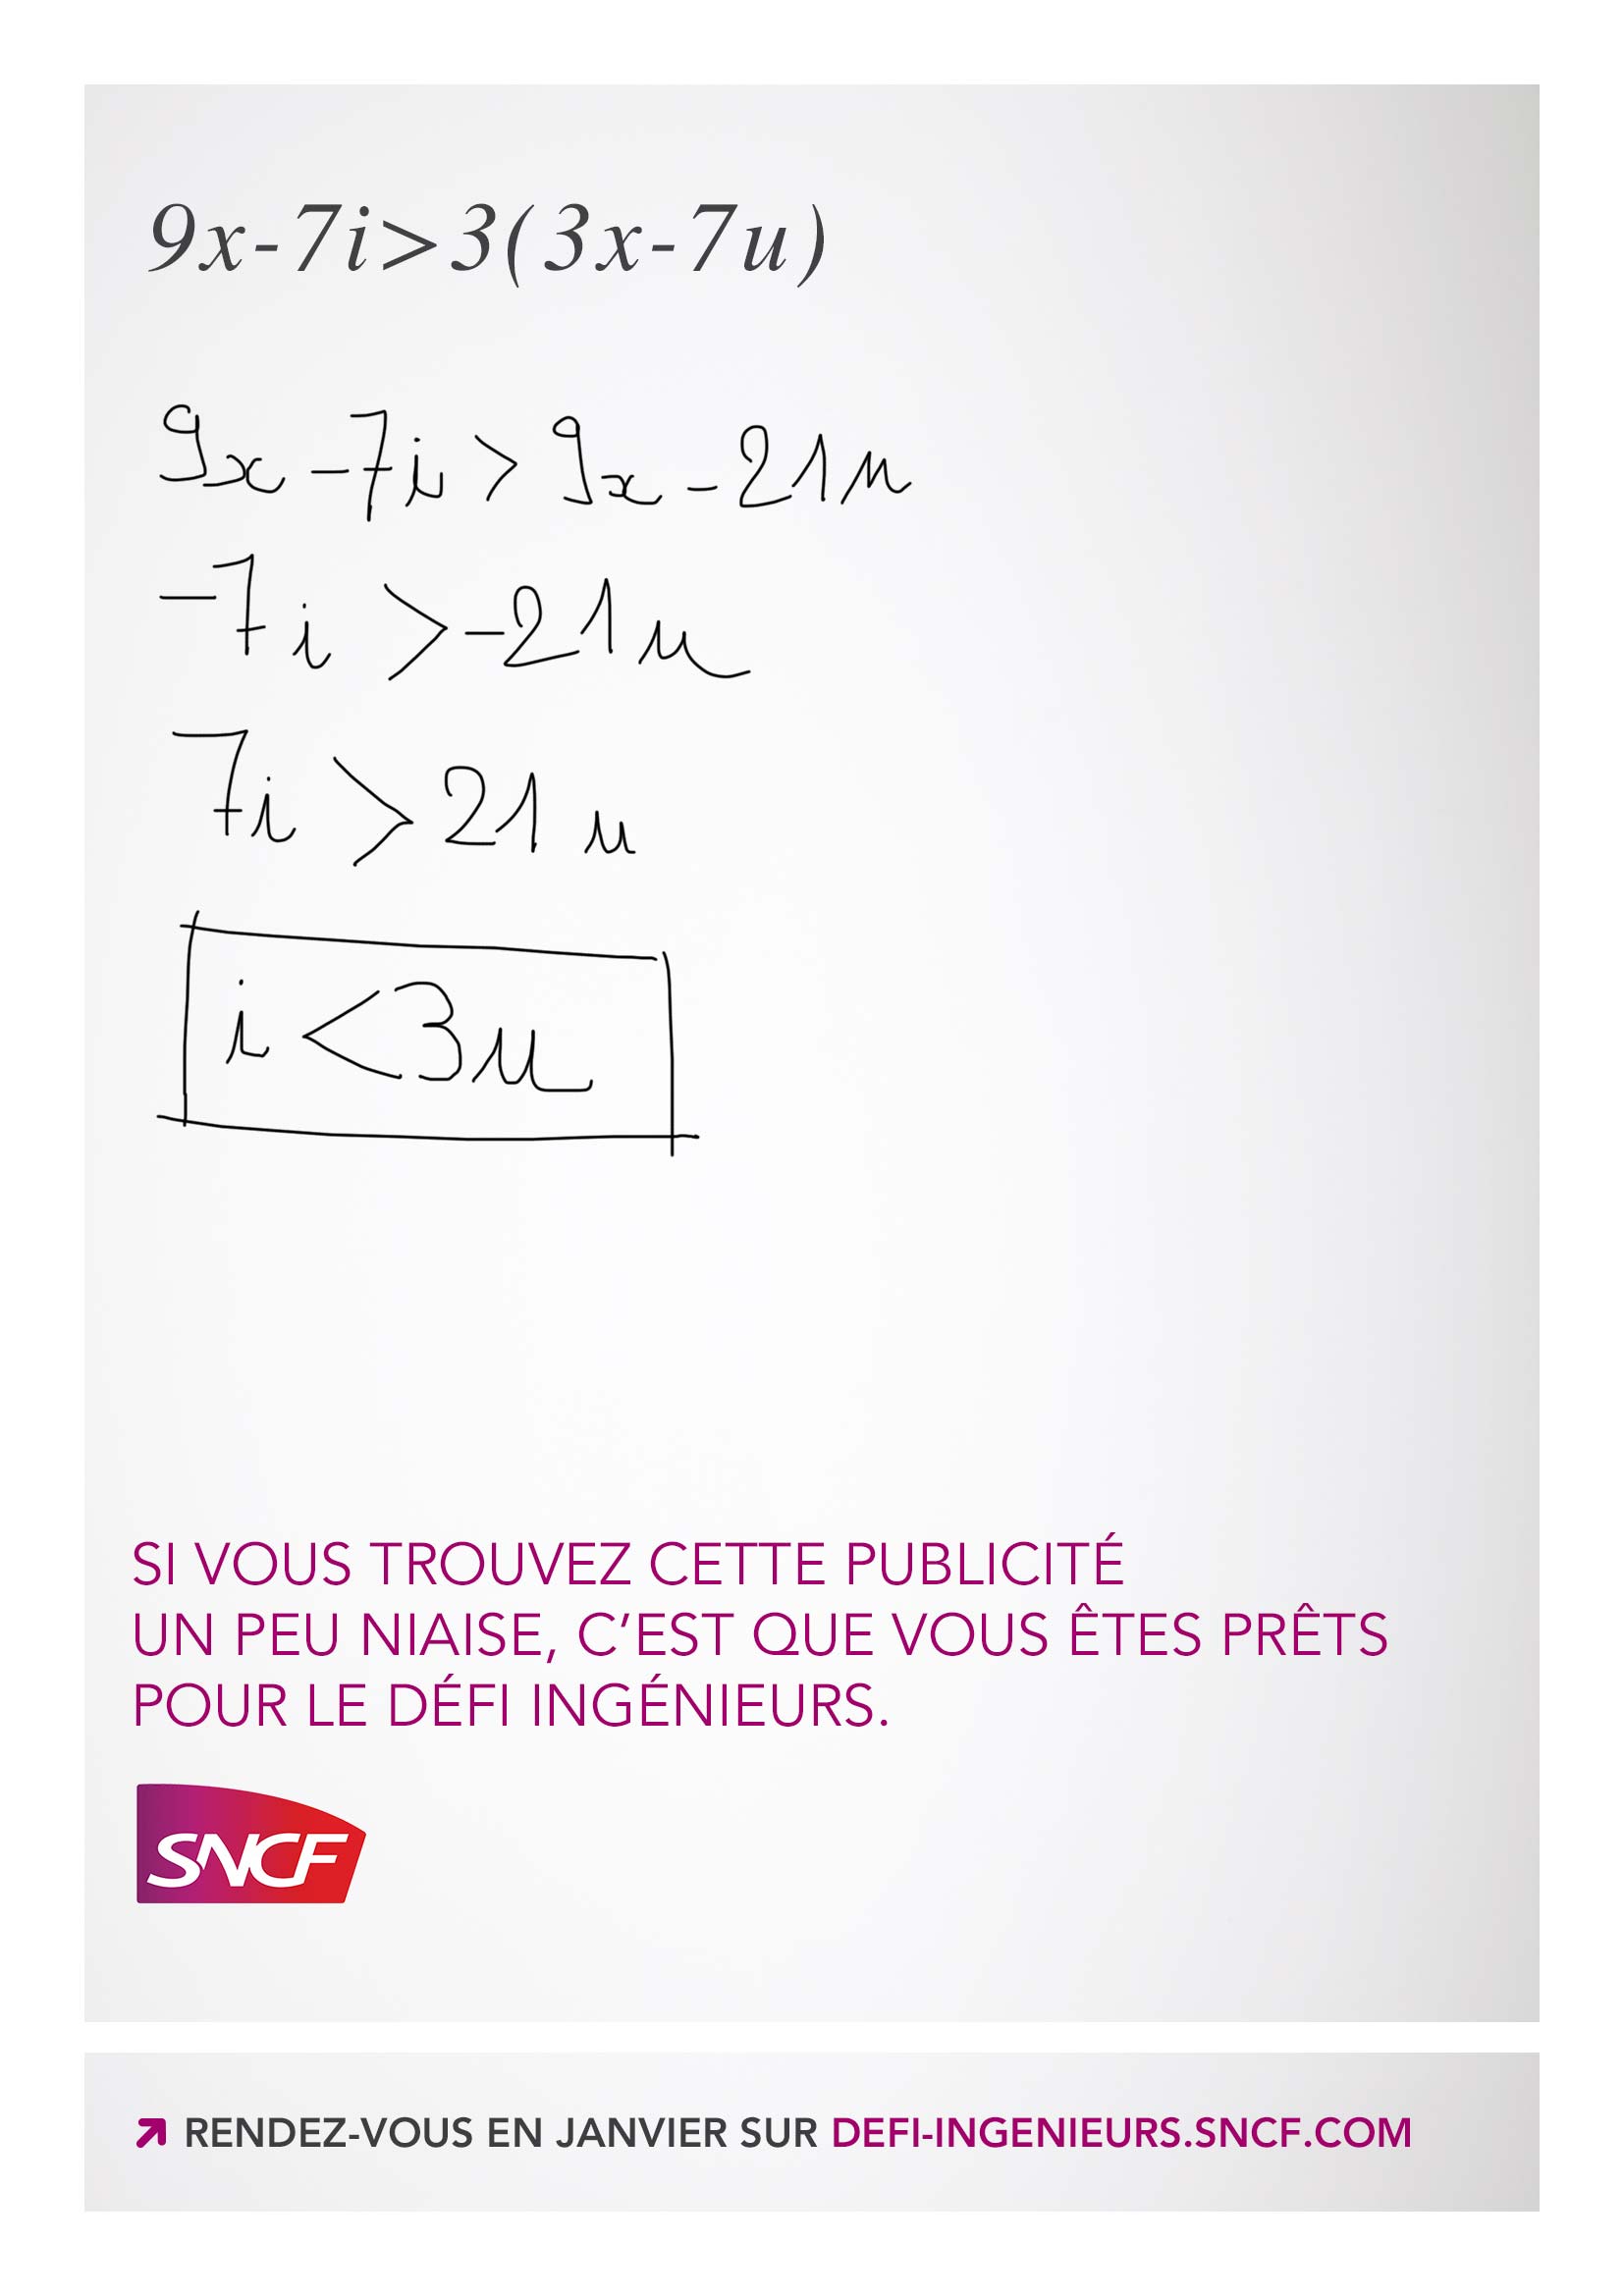 9x-7i>3(3x-7u)
9x-7i>9x-21u
-7i>-21u
7i>21u
i<3u
SI VOUS TROUVEZ CETTE PUBLICITÉ
UN PEU NIAISE, C'EST QUE VOUS ÊTES PRÊTS
POUR LE DÉFI INGÉNIEURS.
SNCF
RENDEZ-VOUS EN JANVIER SUR DEFI-INGENIEURS.SNCF.COM